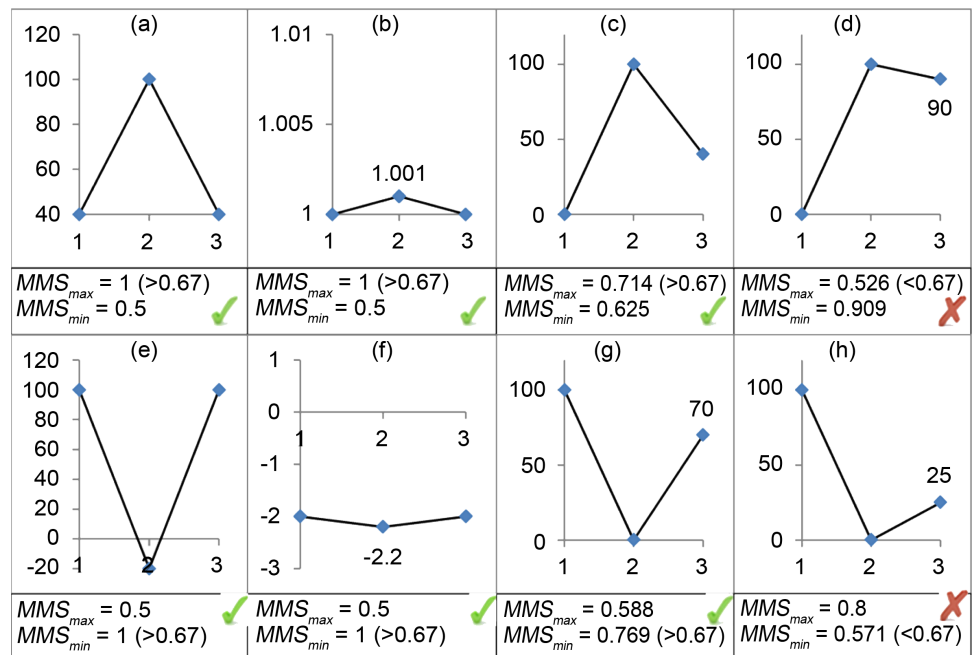 (a)
120
100
80
60
40
1 2 3
MMSmax = 1 (>0.67)
MMSmin = 0.5
(b)
1.01
1.005
1.001
1
1 2 3
MMSmax = 1 (>0.67)
MMSmin = 0.5
(c)
100
50
0
1 2 3
MMSmax = 0.714 (>0.67)
MMSmin = 0.625
(d)
100
90
50
0
1 2 3
MMSmax = 0.526 (<0.67)
MMSmin = 0.909
(e)
120
100
80
60
40
20
0
1 2 3
-20
MMSmax = 0.5
MMSmin = 1 (>0.67)
(f)
1
0
1 2 3
-1
-2
-2.2
-3
MMSmax = 0.5
MMSmin = 1 (>0.67)
(g)
100
70
50
0
1 2 3
MMSmax = 0.588
MMSmin = 0.769 (>0.67)
(h)
100
25
50
0
1 2 3
MMSmax = 0.8
MMSmin = 0.571 (<0.67)